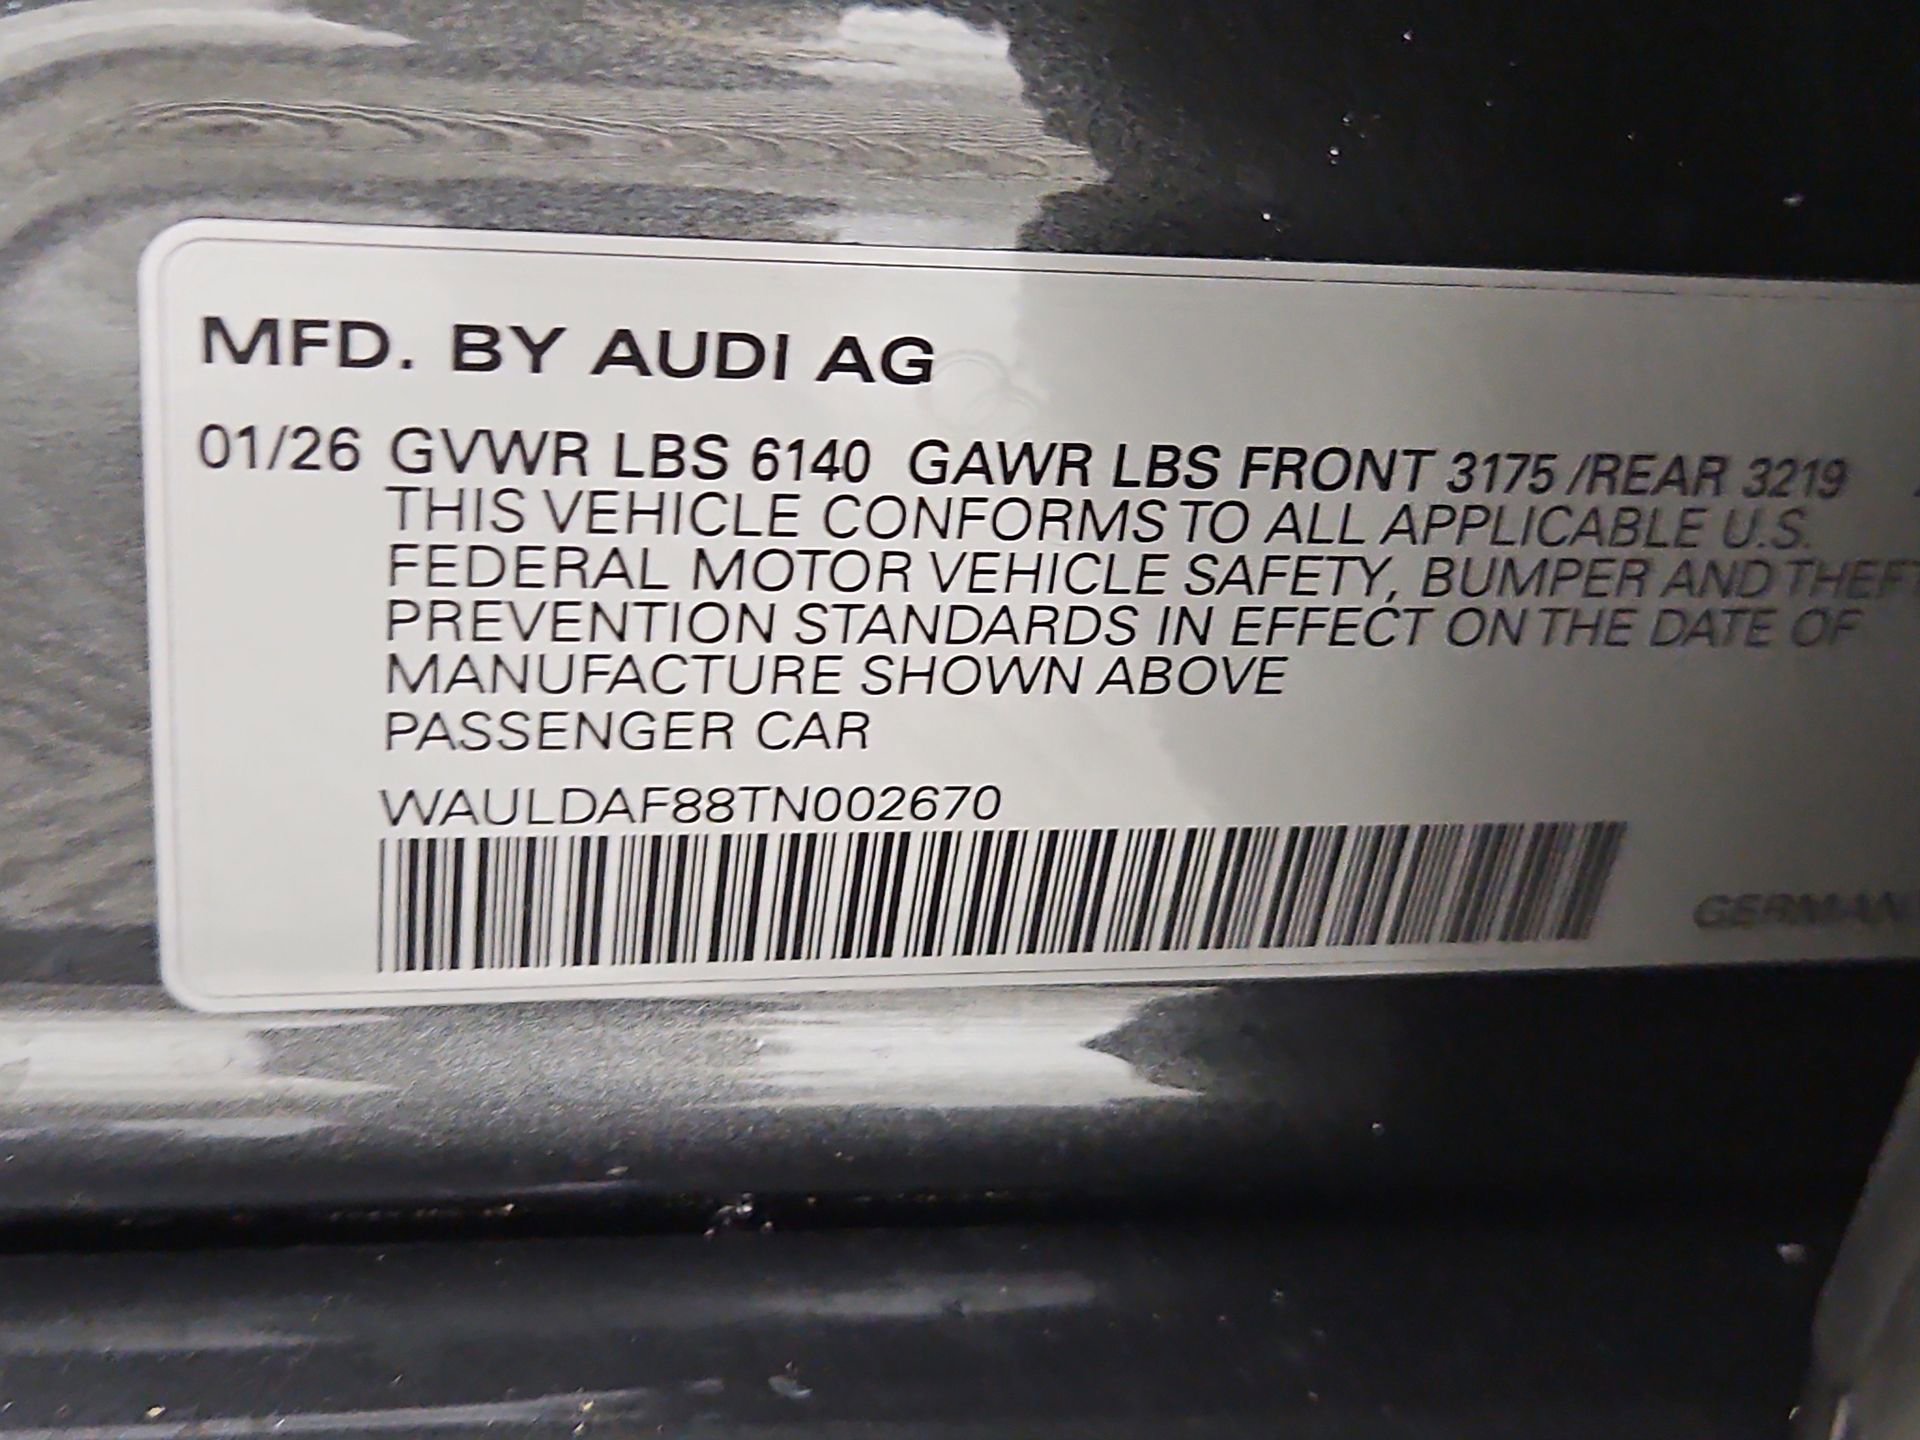 MFD. BY AUDI AG
01/26 GVWR LBS 6140 GAWR LBS FRONT 3175 /REAR 3219
THIS VEHICLE CONFORMS TO ALL APPLICABLE U.S.
FEDERAL MOTOR VEHICLE SAFETY, BUMPER AND THEFT
PREVENTION STANDARDS IN EFFECT ON THE DATE OF
MANUFACTURE SHOWN ABOVE
PASSENGER CAR
WAULDAF88TN002670
GERMAN